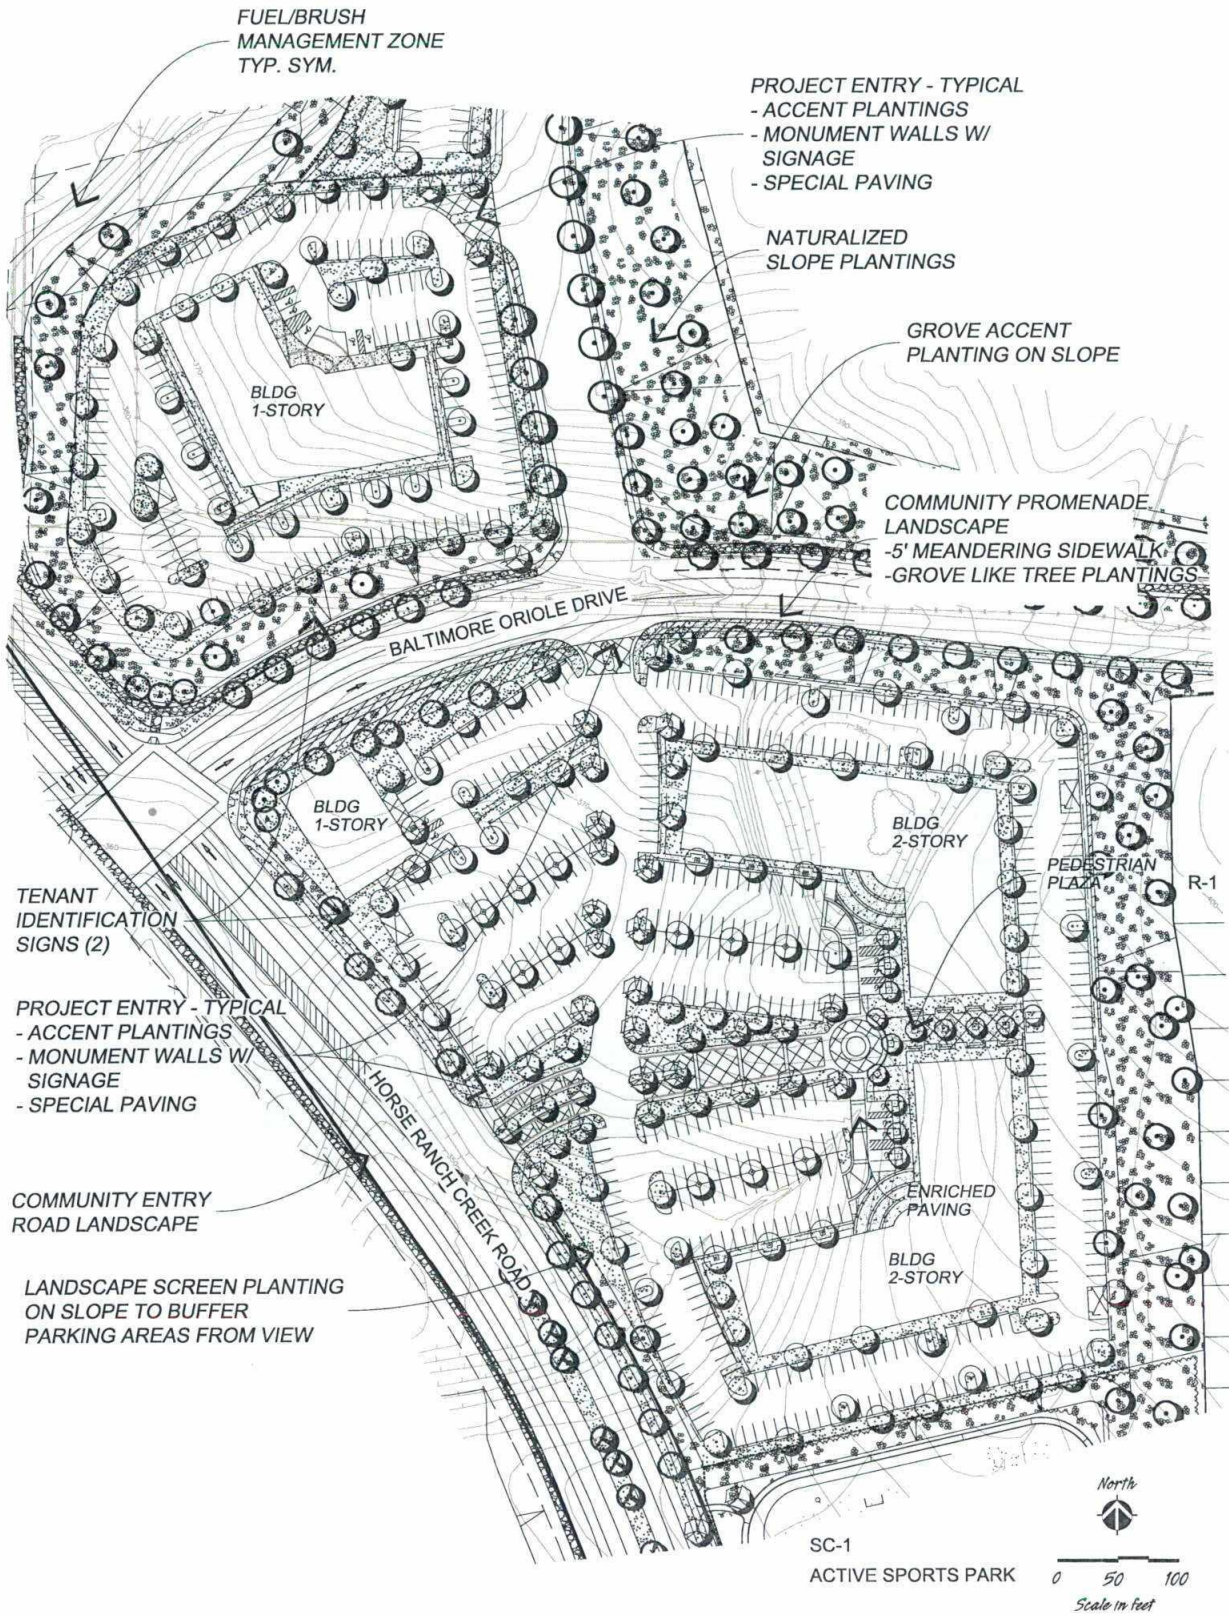 FUEL/BRUSH
MANAGEMENT ZONE
TYP. SYM.
PROJECT ENTRY - TYPICAL
- ACCENT PLANTINGS
- MONUMENT WALLS W/
SIGNAGE
- SPECIAL PAVING
NATURALIZED
SLOPE PLANTINGS
GROVE ACCENT
PLANTING ON SLOPE
BLDG
1-STORY
COMMUNITY PROMENADE
LANDSCAPE
-5' MEANDERING SIDEWALK
-GROVE LIKE TREE PLANTINGS
BALTIMORE ORIOLE DRIVE
BLDG
1-STORY
BLDG
2-STORY
PEDESTRIAN
PLAZA
R-1
TENANT
IDENTIFICATION
SIGNS (2)
PROJECT ENTRY - TYPICAL
- ACCENT PLANTINGS
- MONUMENT WALLS W/
SIGNAGE
- SPECIAL PAVING
HORSE RANCH CREEK ROAD
COMMUNITY ENTRY
ROAD LANDSCAPE
ENRICHED
PAVING
BLDG
2-STORY
LANDSCAPE SCREEN PLANTING
ON SLOPE TO BUFFER
PARKING AREAS FROM VIEW
North
SC-1
ACTIVE SPORTS PARK
0 50 100
Scale in feet